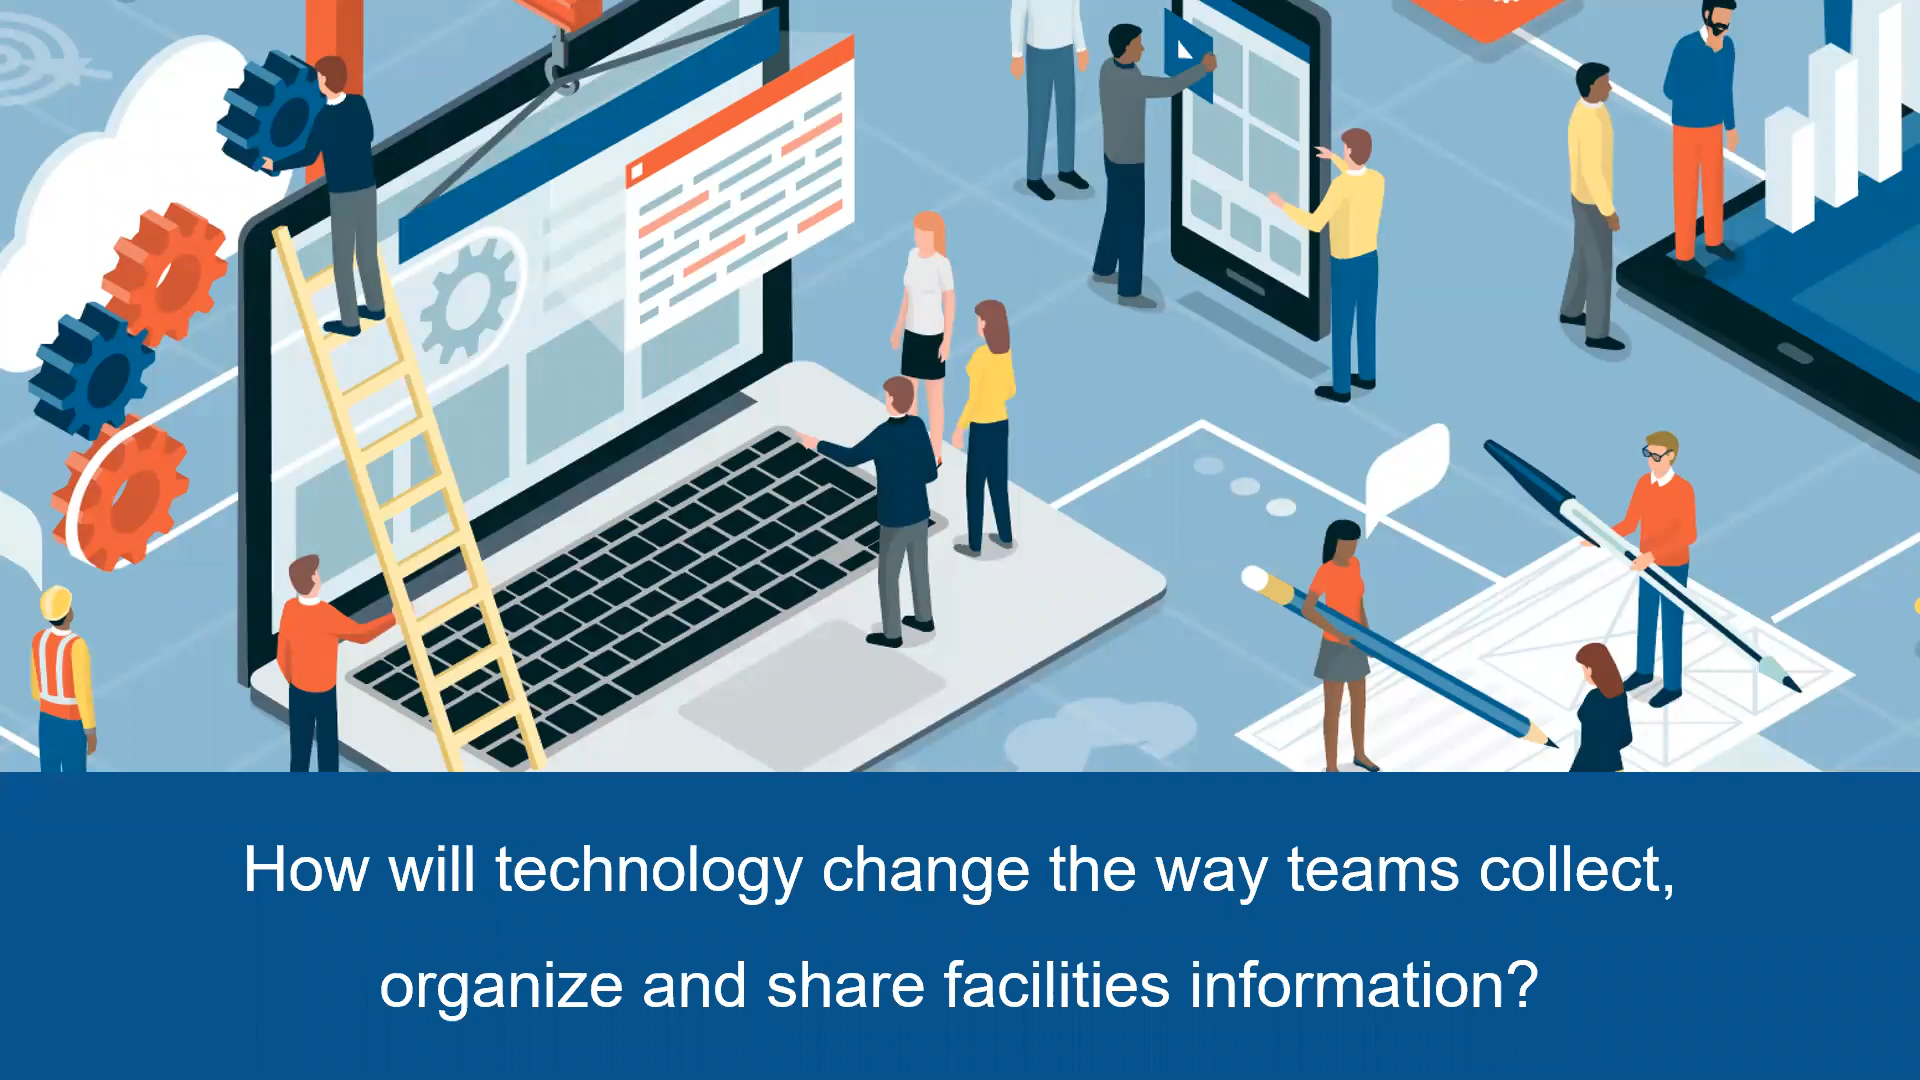 How will technology change the way teams collect,
organize and share facilities information?